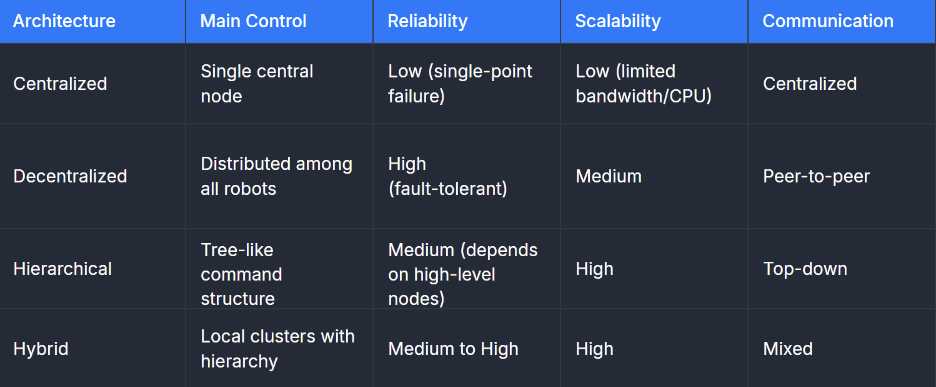 Architecture Main Control Reliability Scalability Communication
Centralized
Single central
node
Low (single-point
failure)
Low (limited
bandwidth/CPU)
Centralized
Decentralized
Distributed among
all robots
High
(fault-tolerant)
Medium
Peer-to-peer
Hierarchical
Tree-like
command
structure
Medium (depends
on high-level
nodes)
High
Top-down
Hybrid
Local clusters with
hierarchy
Medium to High
High
Mixed